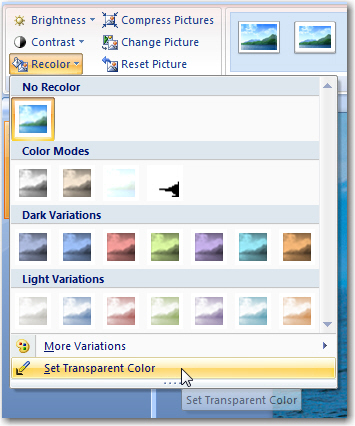 Brightness Compress Pictures
Contrast Change Picture
Recolor Reset Picture
No Recolor
Color Modes
Dark Variations
Light Variations
More Variations
Set Transparent Color
Set Transparent Color